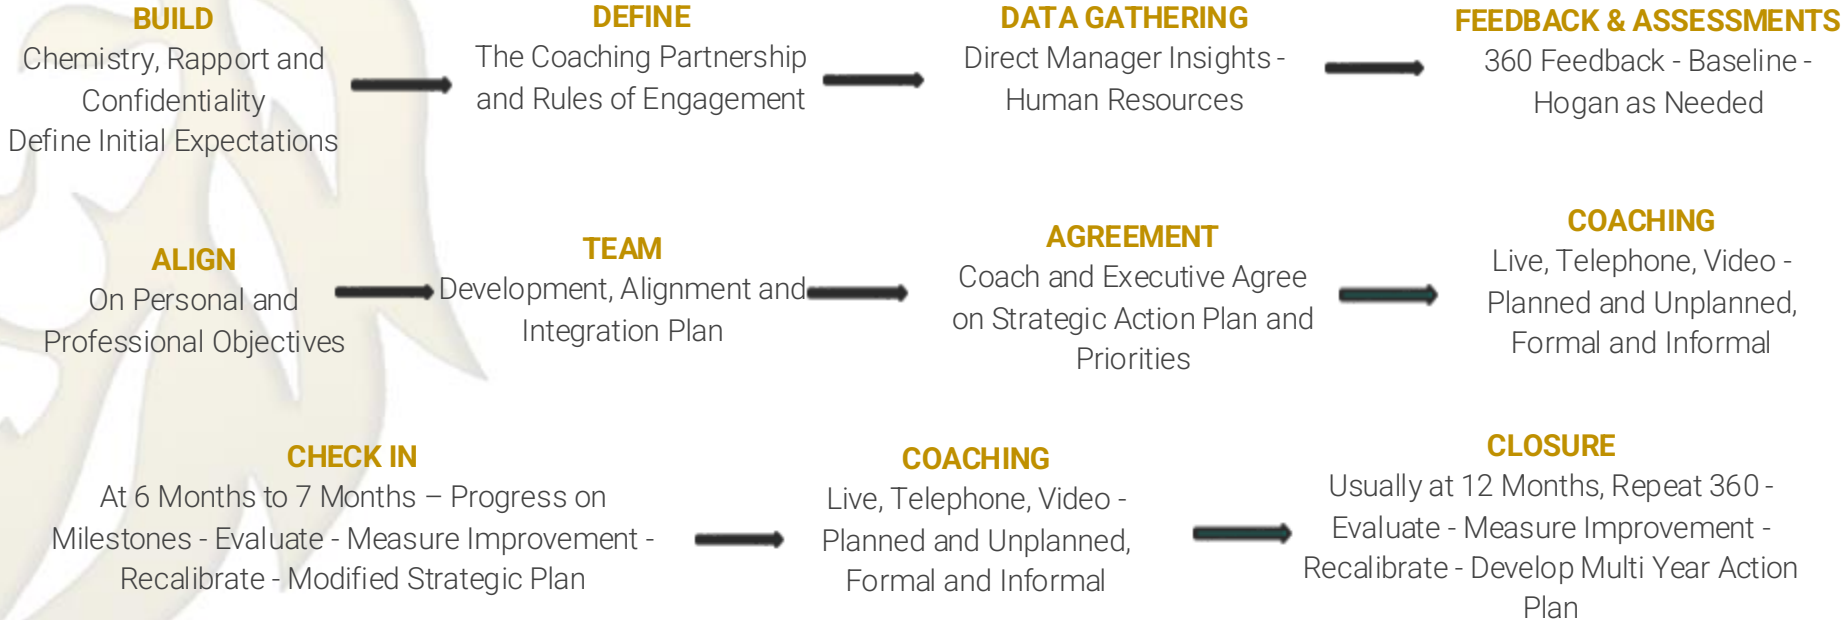 BUILD
Chemistry, Rapport and
Confidentiality
Define Initial Expectations
DEFINE
The Coaching Partnership
and Rules of Engagement
DATA GATHERING
Direct Manager Insights -
Human Resources
FEEDBACK & ASSESSMENTS
360 Feedback - Baseline -
Hogan as Needed
ALIGN
On Personal and
Professional Objectives
TEAM
Development, Alignment and
Integration Plan
AGREEMENT
Coach and Executive Agree
on Strategic Action Plan and
Priorities
COACHING
Live, Telephone, Video -
Planned and Unplanned,
Formal and Informal
CHECK IN
At 6 Months to 7 Months – Progress on
Milestones - Evaluate - Measure Improvement -
Recalibrate - Modified Strategic Plan
COACHING
Live, Telephone, Video -
Planned and Unplanned,
Formal and Informal
CLOSURE
Usually at 12 Months, Repeat 360 -
Evaluate - Measure Improvement -
Recalibrate - Develop Multi Year Action
Plan